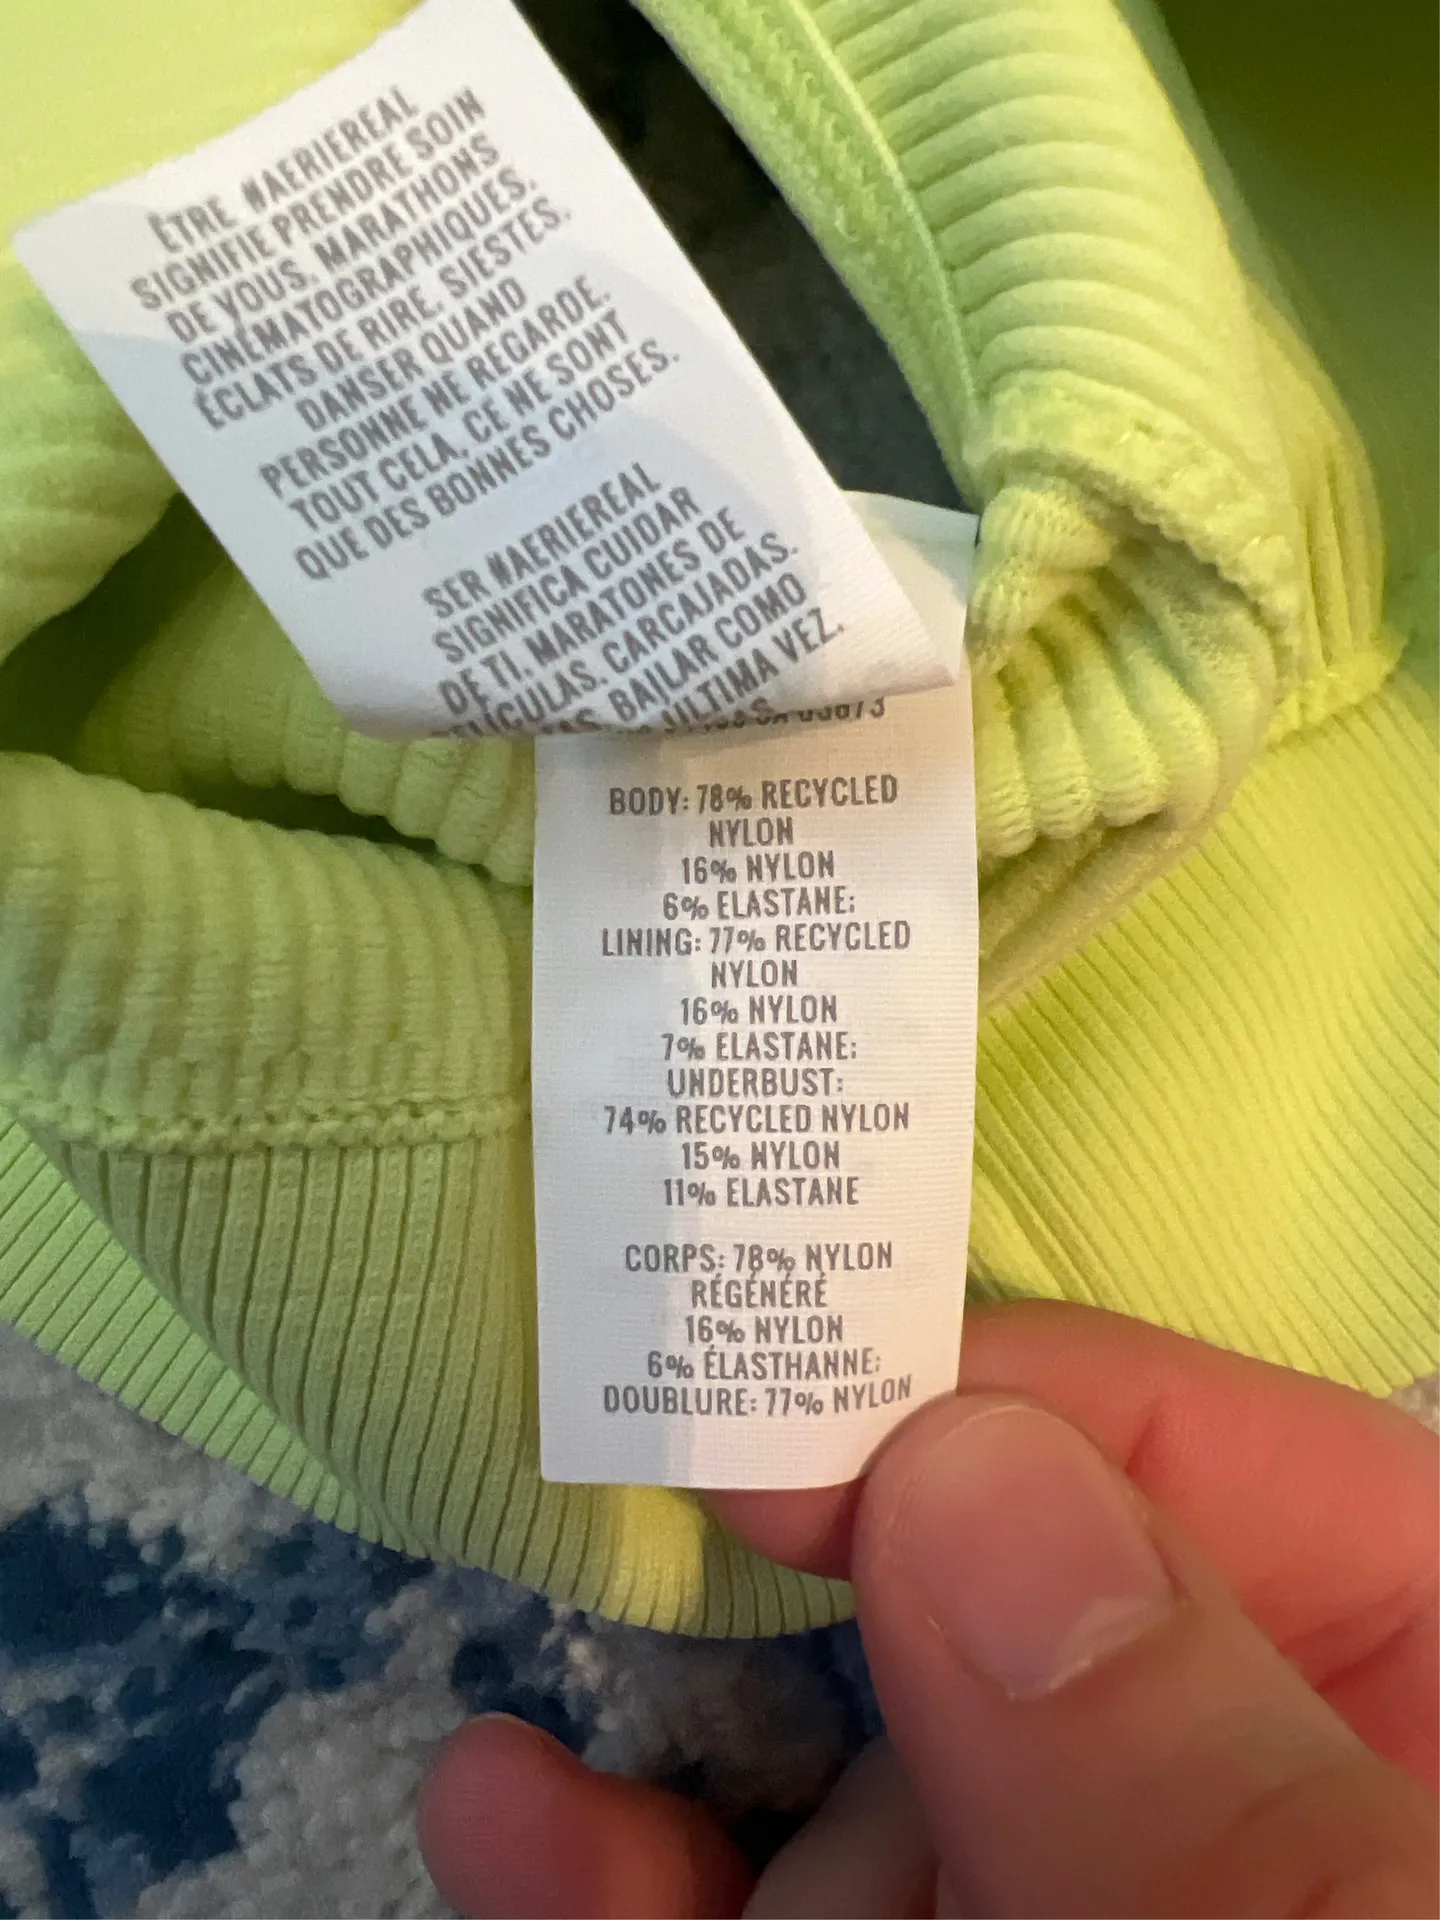 ÊTRE #AERIEREAL
SIGNIFIE PRENDRE SOIN
DE VOUS. MARATHONS
CINÉMATOGRAPHIQUES.
ÉCLATS DE RIRE. SIESTES.
DANSER QUAND
PERSONNE NE REGARDE.
TOUT CELA, CE NE SONT
QUE DES BONNES CHOSES.
SER #AERIEREAL
SIGNIFICA CUIDAR
DE TI. MARATONES DE
CARCAJADAS.
BAILAR COMO
ULTIMA VEZ.
BODY: 78% RECYCLED
NYLON
16% NYLON
6% ELASTANE;
LINING: 77% RECYCLED
NYLON
16% NYLON
7% ELASTANE;
UNDERBUST:
74% RECYCLED NYLON
15% NYLON
11% ELASTANE
CORPS: 78% NYLON
RÉGÉNÉRÉ
16% NYLON
6% ÉLASTHANNE;
DOUBLURE: 77% NYLON